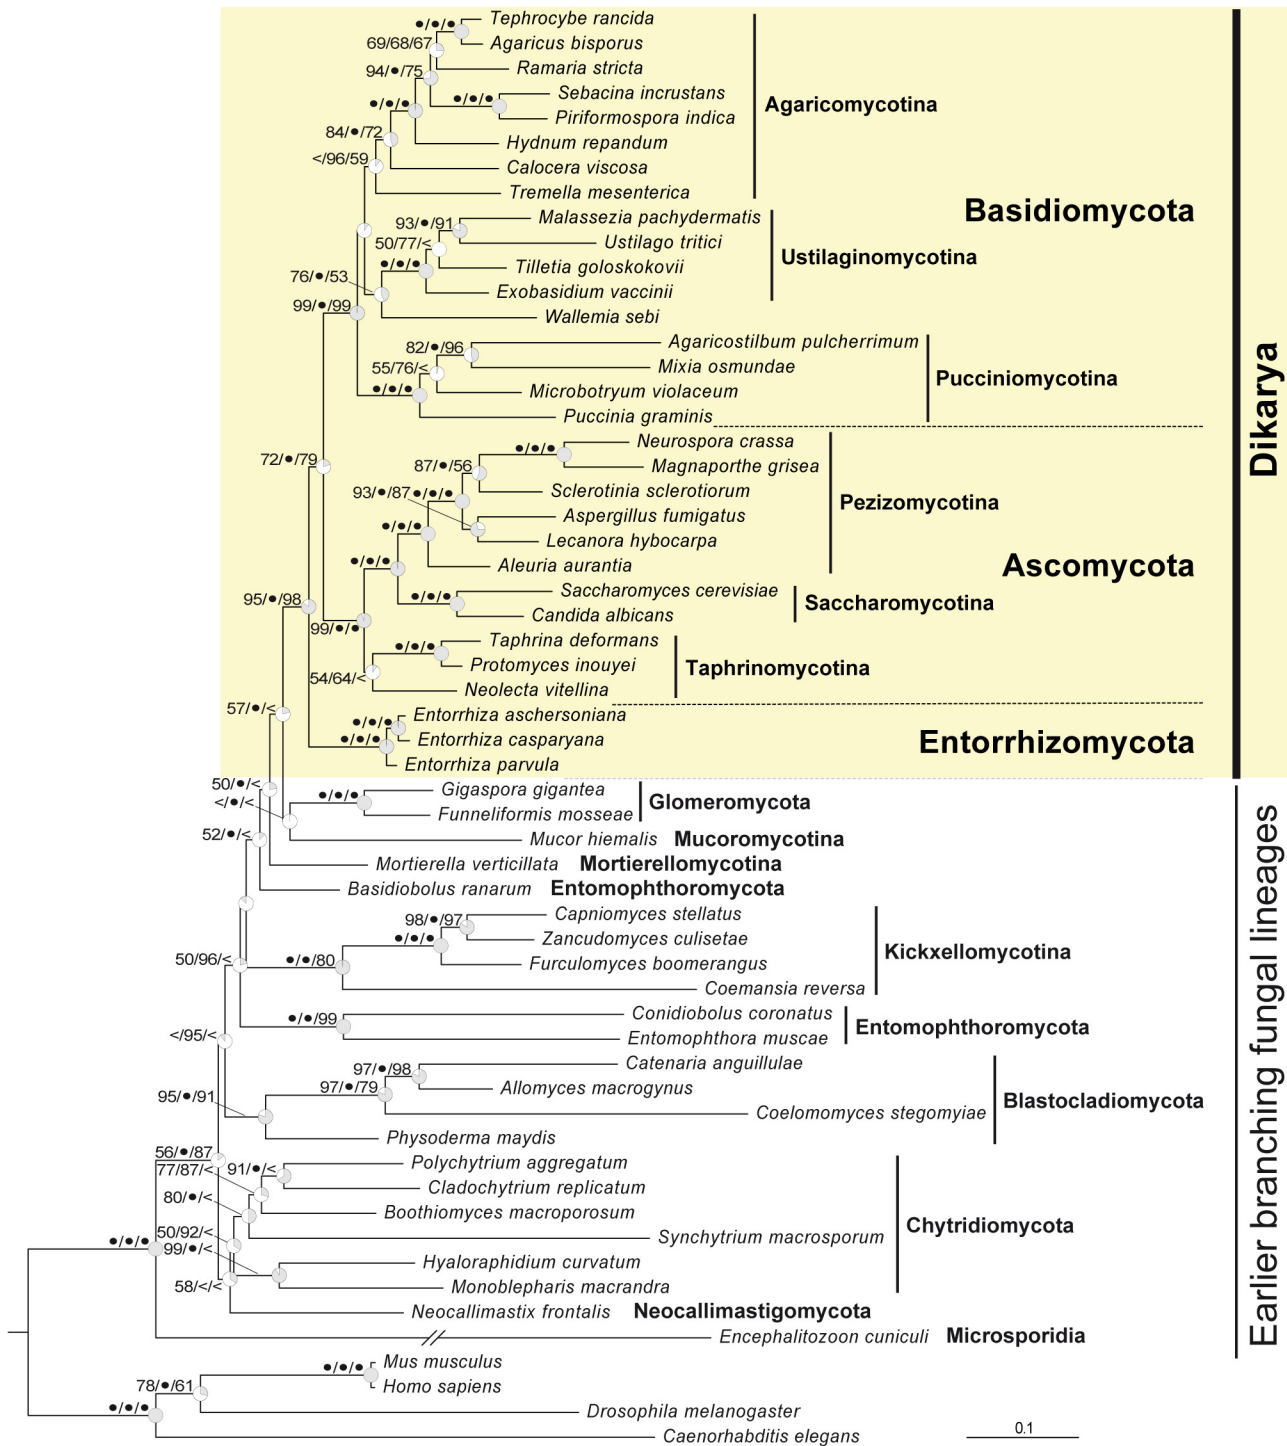 ●/●/●
Tephrocybe rancida
69/68/67
Agaricus bisporus
94/●/75
Ramaria stricta
●/●/●
Sebacina incrustans
●/●/●
Piriformospora indica
Agaricomycotina
84/●/72
Hydnum repandum
</96/59
Calocera viscosa
Tremella mesenterica
Basidiomycota
93/●/91
Malassezia pachydermatis
50/77/<
Ustilago tritici
●/●/●
Tilletia goloskokovii
Ustilaginomycotina
76/●/53
Exobasidium vaccinii
99/●/99
Wallemia sebi
82/●/96
Agaricostilbum pulcherrimum
55/76/<
Mixia osmundae
●/●/●
Microbotryum violaceum
Pucciniomycotina
Puccinia graminis
Dikarya
72/●/79
●/●/●
Neurospora crassa
87/●/56
Magnaporthe grisea
93/●/87
●/●/●
Sclerotinia sclerotiorum
Pezizomycotina
●/●/●
Aspergillus fumigatus
Lecanora hybocarpa
●/●/●
Aleuria aurantia
Ascomycota
95/●/98
●/●/●
Saccharomyces cerevisiae
Saccharomycotina
99/●/●
Candida albicans
●/●/●
Taphrina deformans
Protomyces inouyei
Taphrinomycotina
54/64/<
Neolecta vitellina
57/●/<
●/●/●
Entorrhiza aschersoniana
●/●/●
Entorrhiza casparyana
Entorrhizomycota
Entorrhiza parvula
50/●/<
●/●/●
Gigaspora gigantea
Glomeromycota
</●/<
Funneliformis mosseae
52/●/<
Mucor hiemalis Mucoromycotina
Mortierella verticillata Mortierellomycotina
Basidiobolus ranarum Entomophthoromycota
98/●/97
Capniomyces stellatus
●/●/●
Zancudomyces culisetae
Kickxellomycotina
50/96/<
●/●/80
Furculomyces boomerangus
Coemansia reversa
●/●/99
Conidiobolus coronatus
Entomophthoromycota
</95/<
Entomophthora muscae
97/●/98
Catenaria anguillulae
97/●/79
Allomyces macrogynus
Blastocladiomycota
95/●/91
Coelomomyces stegomyiae
Physoderma maydis
56/●/87
77/87/<
91/●/<
Polychytrium aggregatum
80/●/<
Cladochytrium replicatum
Boothiomyces macroporosum
Chytridiomycota
50/92/<
Synchytrium macrosporum
●/●/●
99/●/<
Hyaloraphidium curvatum
58/</<
Monoblepharis macrandra
Neocallimastix frontalis Neocallimastigomycota
Encephalitozoon cuniculi Microsporidia
Earlier branching fungal lineages
●/●/●
Mus musculus
78/●/61
Homo sapiens
●/●/●
Drosophila melanogaster
Caenorhabditis elegans
0.1